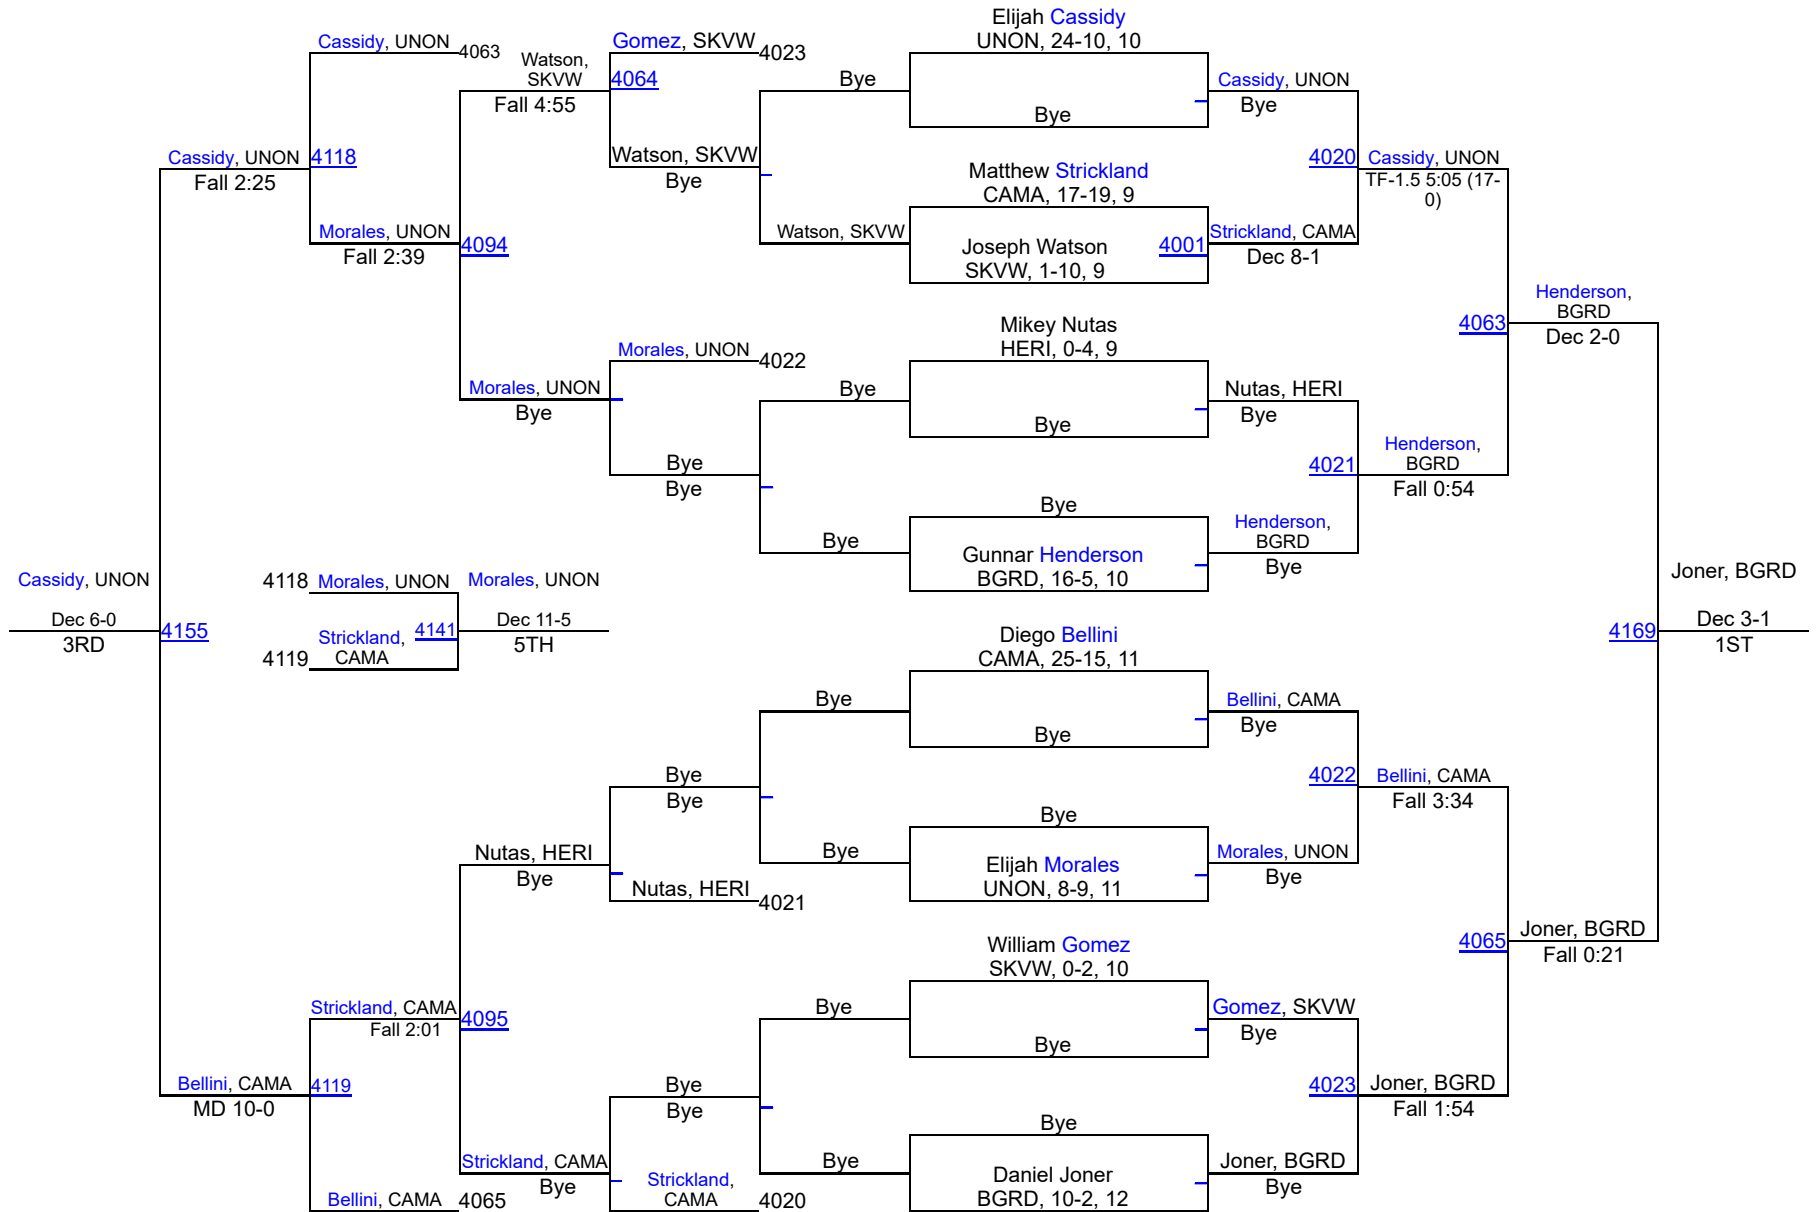 Elijah Cassidy
UNON, 24-10, 10
Cassidy, UNON
4063
Watson,
SKVW
Fall 4:55
Gomez, SKVW
4023
4064
Bye
Bye
Cassidy, UNON
Bye
Cassidy, UNON
Fall 2:25
4118
Watson, SKVW
Bye
Matthew Strickland
CAMA, 17-19, 9
4020
Cassidy, UNON
TF-1.5 5:05 (17-
0)
Morales, UNON
Fall 2:39
4094
Watson, SKVW
Joseph Watson
SKVW, 1-10, 9
4001
Strickland, CAMA
Dec 8-1
Mikey Nutas
HERI, 0-4, 9
4063
Henderson,
BGRD
Dec 2-0
Morales, UNON
Bye
Morales, UNON
4022
Bye
Bye
Nutas, HERI
Bye
Bye
Bye
4021
Henderson,
BGRD
Fall 0:54
Bye
Bye
Gunnar Henderson
BGRD, 16-5, 10
Henderson,
BGRD
Bye
Cassidy, UNON
Dec 6-0
3RD
4155
4118
Morales, UNON
Strickland,
CAMA
4119
4141
Morales, UNON
Dec 11-5
5TH
Joner, BGRD
Dec 3-1
1ST
4169
Diego Bellini
CAMA, 25-15, 11
Bye
Bye
Bellini, CAMA
Bye
Bye
Bye
4022
Bellini, CAMA
Fall 3:34
Nutas, HERI
Bye
Nutas, HERI
4021
Bye
Bye
Elijah Morales
UNON, 8-9, 11
Morales, UNON
Bye
William Gomez
SKVW, 0-2, 10
4065
Joner, BGRD
Fall 0:21
Strickland, CAMA
Fall 2:01
4095
Bye
Bye
Gomez, SKVW
Bye
Bellini, CAMA
MD 10-0
4119
Bye
Bye
4023
Joner, BGRD
Fall 1:54
Strickland, CAMA
Bye
Bye
Bye
Daniel Joner
BGRD, 10-2, 12
Joner, BGRD
Bye
Bellini, CAMA
4065
Strickland,
CAMA
4020